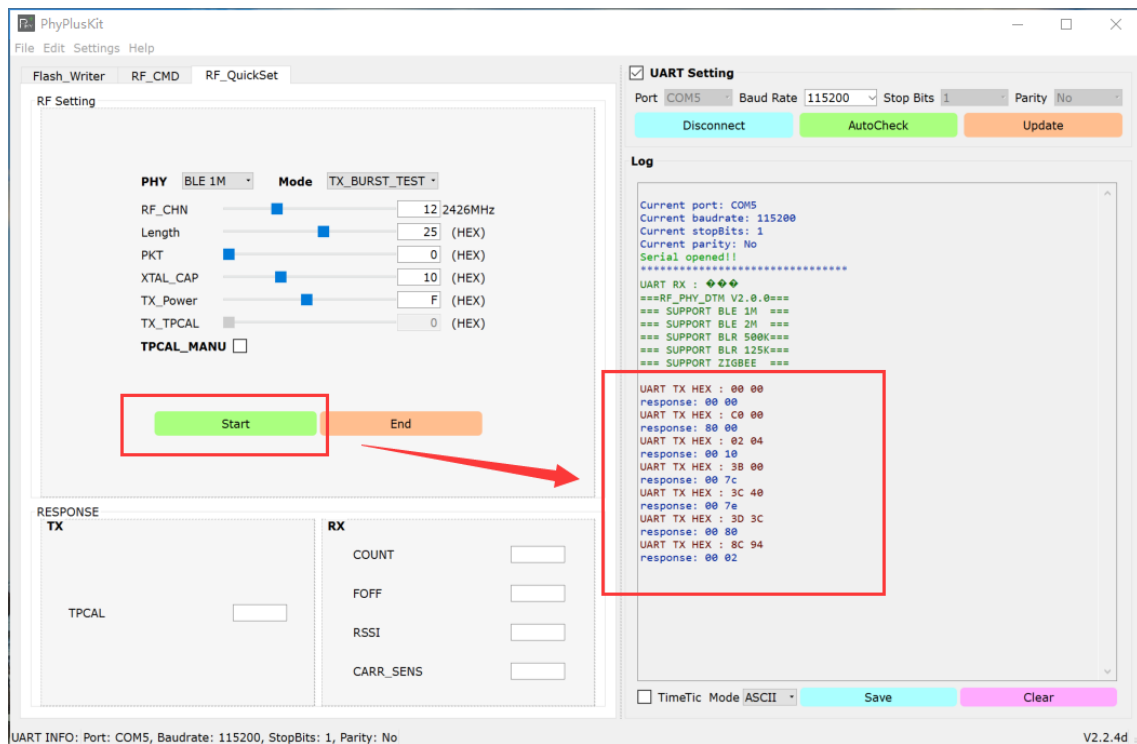 PhyPlusKit
File Edit Settings Help
Flash_Writer RF_CMD RF_QuickSet
RF Setting
PHY BLE 1M Mode TX_BURST_TEST
RF_CHN 12 2426MHz
Length 25 (HEX)
PKT 0 (HEX)
XTAL_CAP 10 (HEX)
TX_Power F (HEX)
TX_TPCAL 0 (HEX)
TPCAL_MANU
Start End
RESPONSE
TX
TPCAL
RX
COUNT
FOFF
RSSI
CARR_SENS
UART Setting
Port COM5 Baud Rate 115200 Stop Bits 1 Parity No
Disconnect AutoCheck Update
Log
Current port: COM5
Current baudrate: 115200
Current stopBits: 1
Current parity: No
Serial opened!!
********************************
UART RX : ���
===RF_PHY_DTM V2.0.0===
=== SUPPORT BLE 1M ===
=== SUPPORT BLE 2M ===
=== SUPPORT BLR 500K===
=== SUPPORT BLR 125K===
=== SUPPORT ZIGBEE ===
UART TX HEX : 00 00
response: 00 00
UART TX HEX : C0 00
response: 80 00
UART TX HEX : 02 04
response: 00 10
UART TX HEX : 3B 00
response: 00 7c
UART TX HEX : 3C 40
response: 00 7e
UART TX HEX : 3D 3C
response: 00 80
UART TX HEX : 8C 94
response: 00 02
TimeTic Mode ASCII Save Clear
UART INFO: Port: COM5, Baudrate: 115200, StopBits: 1, Parity: No V2.2.4d